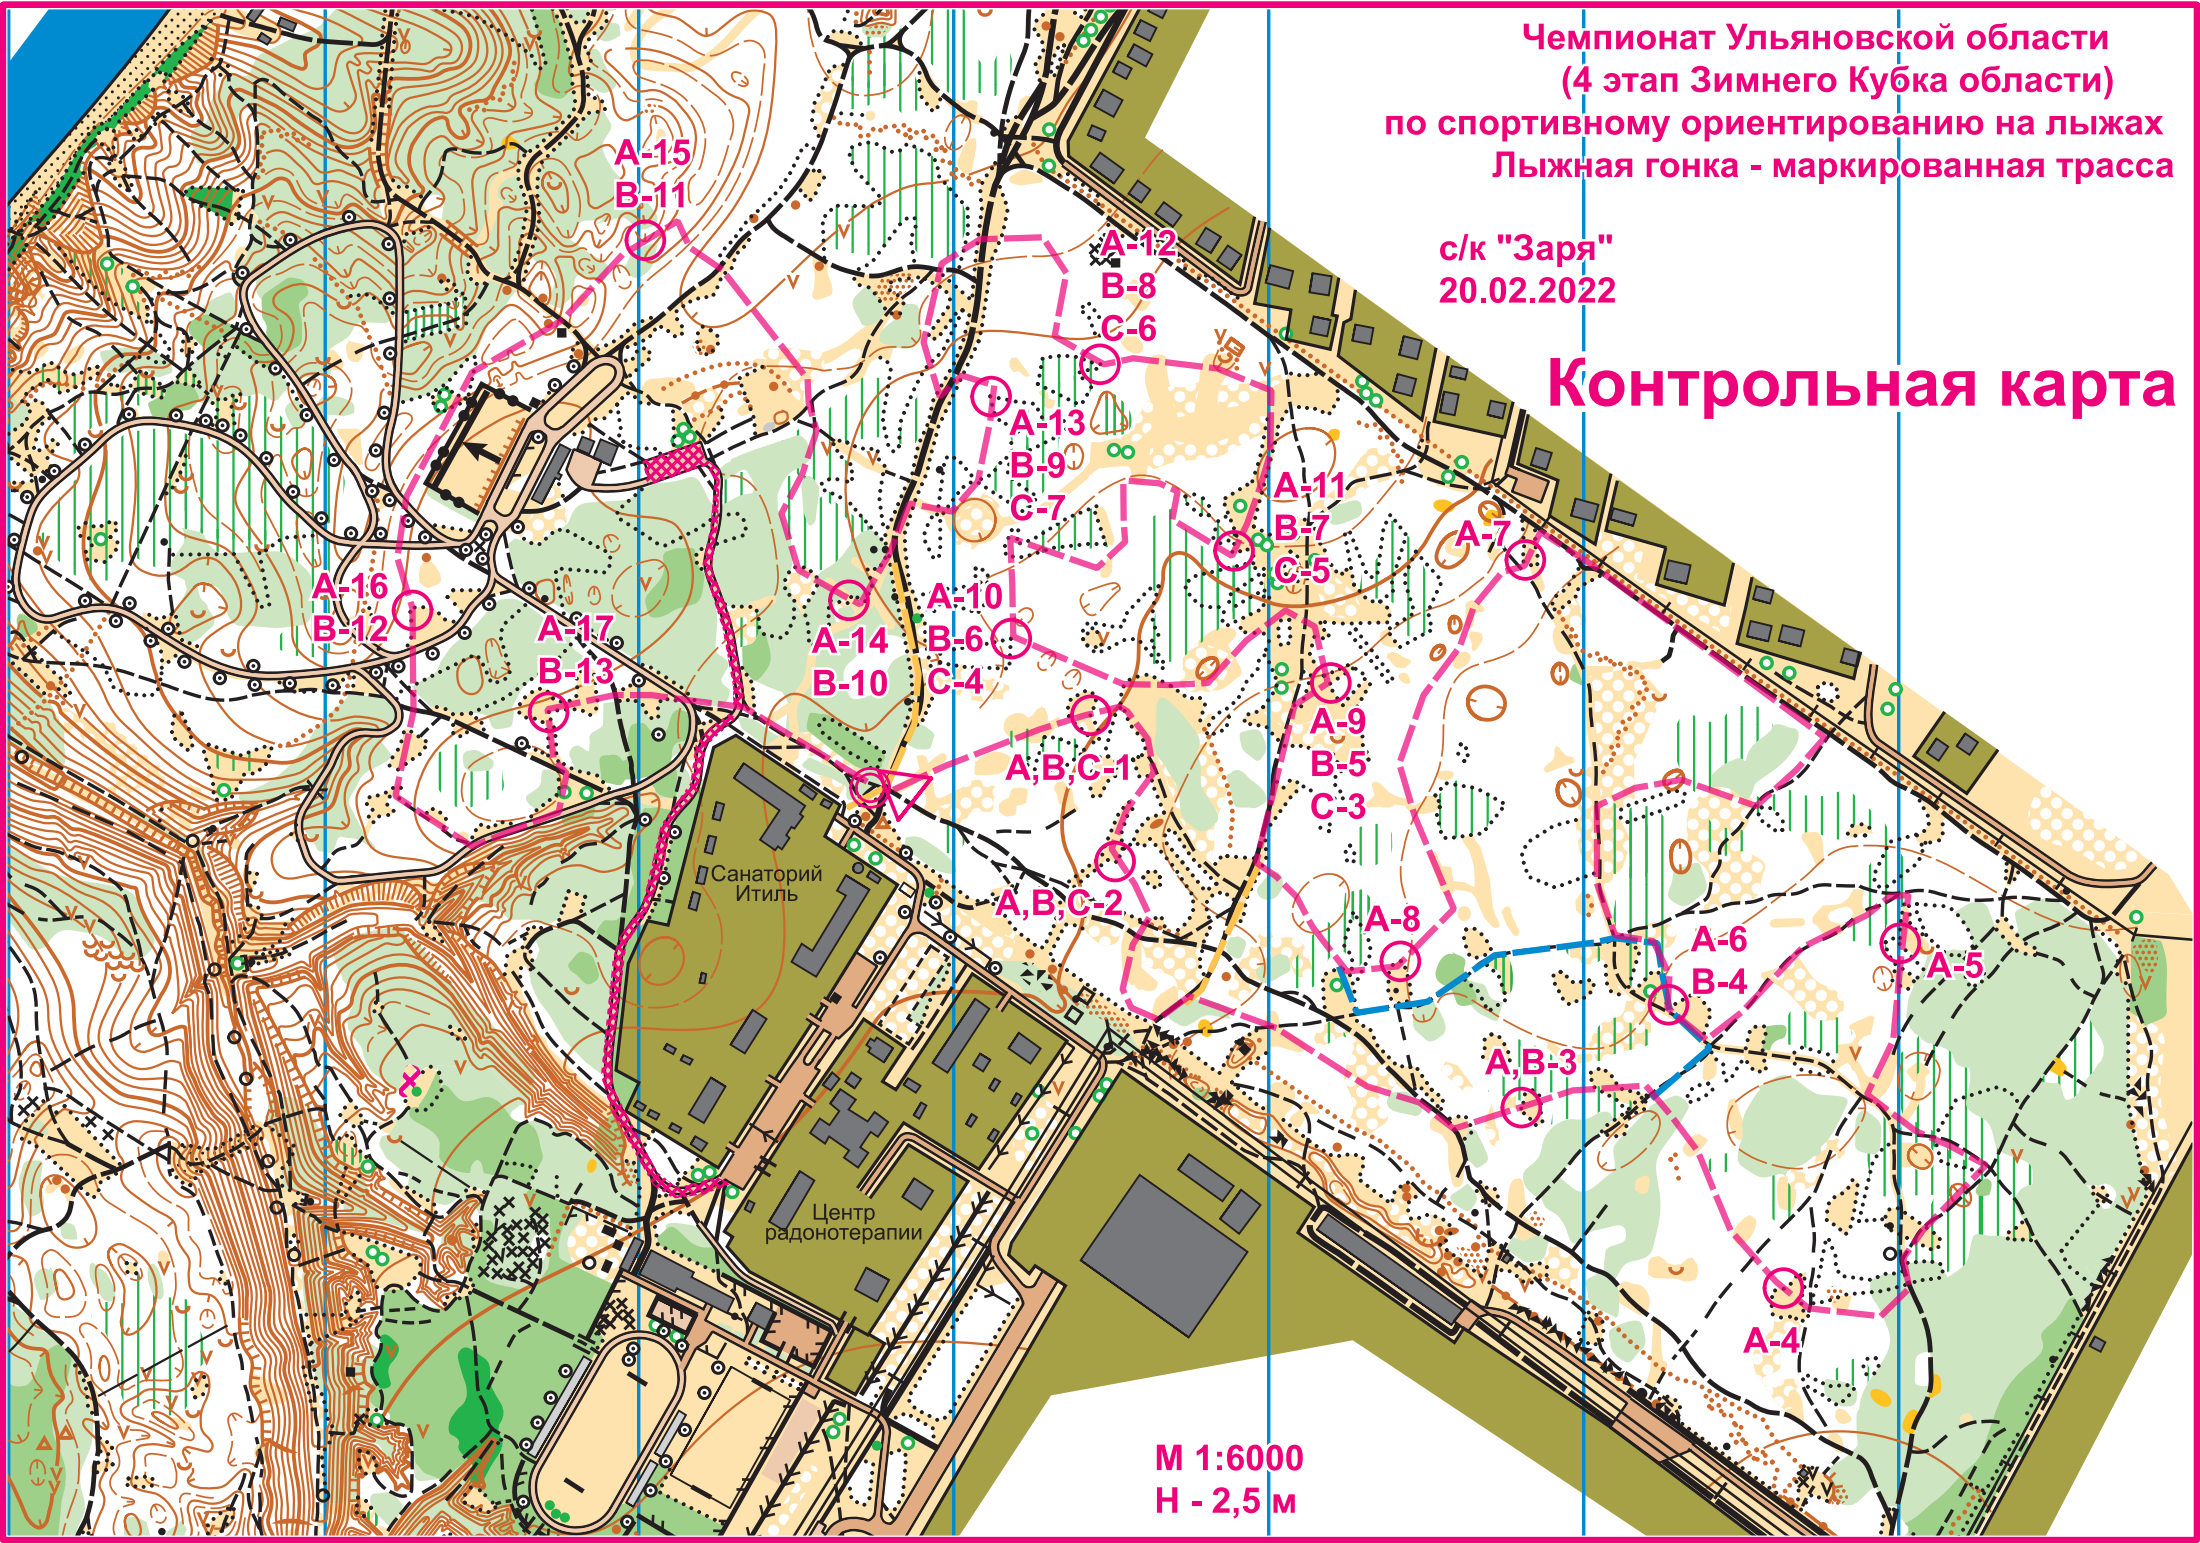 Чемпионат Ульяновской области
(4 этап Зимнего Кубка области)
по спортивному ориентированию на лыжах
Лыжная гонка - маркированная трасса
с/к "Заря"
20.02.2022
Контрольная карта
А-15
В-11
А-12
В-8
С-6
А-13
В-9
С-7
А-11
В-7
С-5
А-7
А-16
В-12
А-17
В-13
А-14
В-10
А-10
В-6
С-4
А-9
В-5
С-3
А,В,С-1
А,В,С-2
А-8
А-6
В-4
А-5
А,В-3
А-4
Санаторий
Итиль
Центр
радонотерапии
М 1:6000
Н - 2,5 м